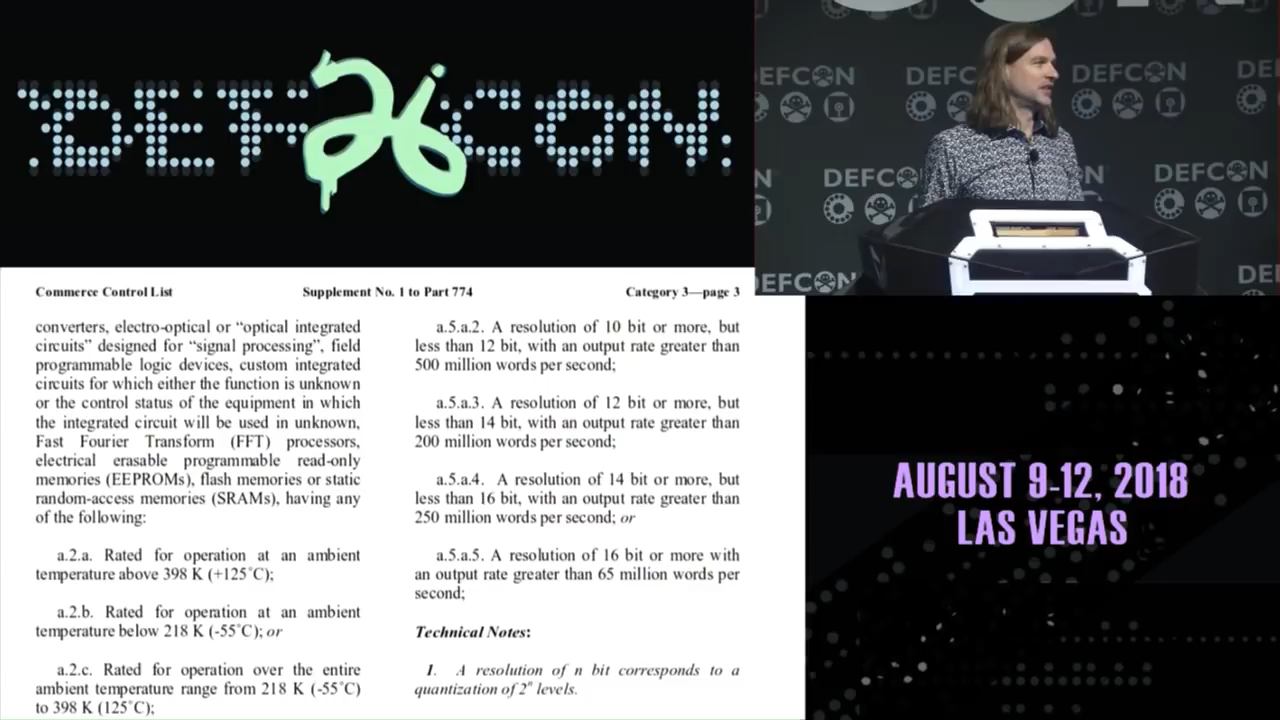 DEF 26 CON
DEFCON
DEFCON
DEFCON
DEFCON
DEFCON
DEFCON
DEFCON
Commerce Control List Supplement No. 1 to Part 774 Category 3—page 3
converters, electro-optical or “optical integrated
circuits” designed for “signal processing”, field
programmable logic devices, custom integrated
circuits for which either the function is unknown
or the control status of the equipment in which
the integrated circuit will be used in unknown,
Fast Fourier Transform (FFT) processors,
electrical erasable programmable read-only
memories (EEPROMs), flash memories or static
random-access memories (SRAMs), having any
of the following:
a.2.a. Rated for operation at an ambient
temperature above 398 K (+125°C);
a.2.b. Rated for operation at an ambient
temperature below 218 K (-55°C); or
a.2.c. Rated for operation over the entire
ambient temperature range from 218 K (-55°C)
to 398 K (125°C);
a.5.a.2. A resolution of 10 bit or more, but
less than 12 bit, with an output rate greater than
500 million words per second;
a.5.a.3. A resolution of 12 bit or more, but
less than 14 bit, with an output rate greater than
200 million words per second;
a.5.a.4. A resolution of 14 bit or more, but
less than 16 bit, with an output rate greater than
250 million words per second; or
a.5.a.5. A resolution of 16 bit or more with
an output rate greater than 65 million words per
second;
Technical Notes:
1. A resolution of n bit corresponds to a
quantization of 2ⁿ levels.
AUGUST 9-12, 2018
LAS VEGAS